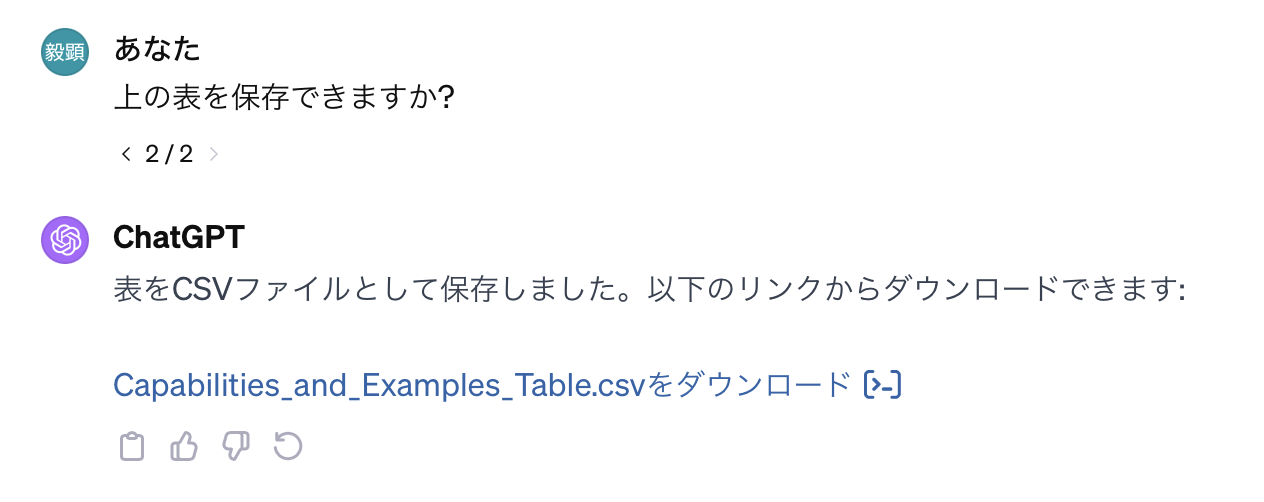 毅顕
あなた
上の表を保存できますか?
2 / 2
ChatGPT
表をCSVファイルとして保存しました。以下のリンクからダウンロードできます:
Capabilities_and_Examples_Table.csvをダウンロード